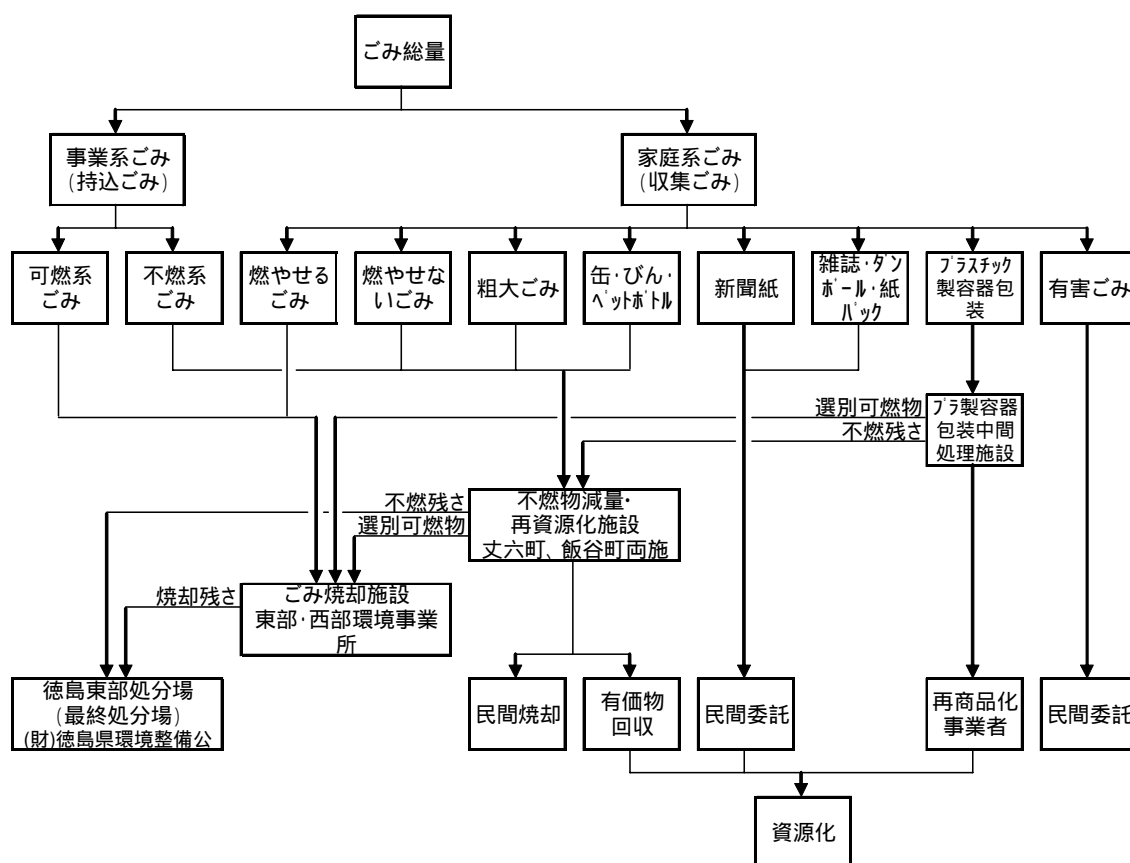 ごみ総量
事業系ごみ
(持込ごみ)
家庭系ごみ
(収集ごみ)
可燃系
ごみ
不燃系
ごみ
燃やせる
ごみ
燃やせな
いごみ
粗大ごみ
缶･びん･
ﾍﾟｯﾄﾎﾞﾄﾙ
新聞紙
雑誌･ﾀﾞﾝ
ﾎﾞｰﾙ･紙
ﾊﾟｯｸ
ﾌﾟﾗｽﾁｯｸ
製容器包
装
有害ごみ
選別可燃物
不燃残さ
ﾌﾟﾗ製容器
包装中間
処理施設
不燃残さ
選別可燃物
不燃物減量･
再資源化施設
丈六町、飯谷町両施
焼却残さ
ごみ焼却施設
東部･西部環境事業
所
徳島東部処分場
(最終処分場)
(財)徳島県環境整備公
民間焼却
有価物
回収
民間委託
再商品化
事業者
民間委託
資源化